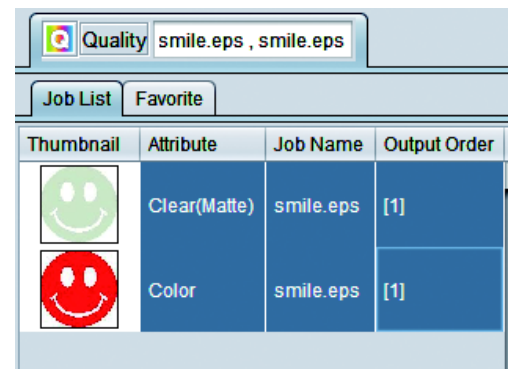 Quality smile.eps , smile.eps
Job List Favorite
Thumbnail Attribute Job Name Output Order
Clear(Matte) smile.eps [1]
Color smile.eps [1]